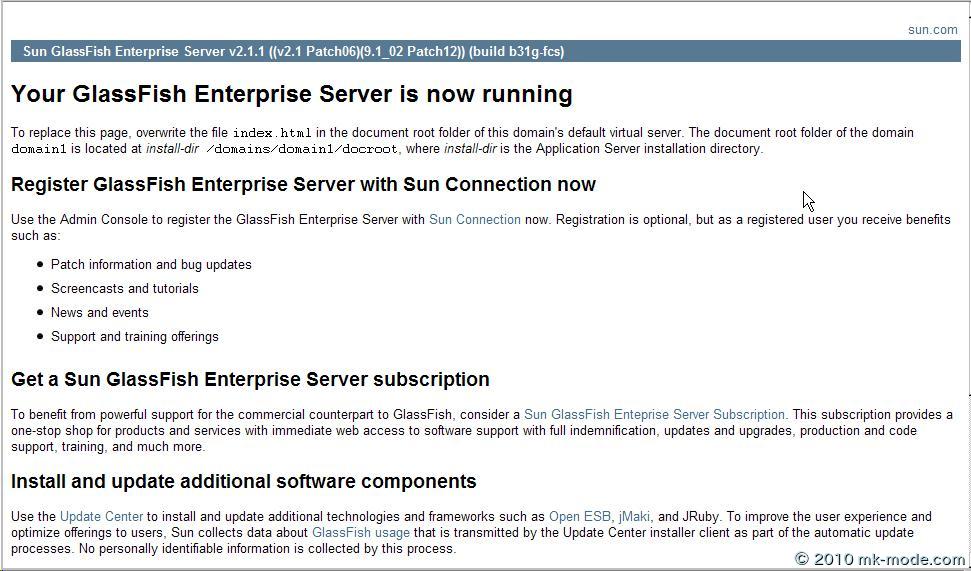 sun.com
Sun GlassFish Enterprise Server v2.1.1 ((v2.1 Patch06)(9.1_02 Patch12)) (build b31g-fcs)
Your GlassFish Enterprise Server is now running
To replace this page, overwrite the file index.html in the document root folder of this domain's default virtual server. The document root folder of the domain
domain1 is located at install-dir /domains/domain1/docroot, where install-dir is the Application Server installation directory.
Register GlassFish Enterprise Server with Sun Connection now
Use the Admin Console to register the GlassFish Enterprise Server with Sun Connection now. Registration is optional, but as a registered user you receive benefits
such as:
• Patch information and bug updates
• Screencasts and tutorials
• News and events
• Support and training offerings
Get a Sun GlassFish Enterprise Server subscription
To benefit from powerful support for the commercial counterpart to GlassFish, consider a Sun GlassFish Enteprise Server Subscription. This subscription provides a
one-stop shop for products and services with immediate web access to software support with full indemnification, updates and upgrades, production and code
support, training, and much more.
Install and update additional software components
Use the Update Center to install and update additional technologies and frameworks such as Open ESB, jMaki, and JRuby. To improve the user experience and
optimize offerings to users, Sun collects data about GlassFish usage that is transmitted by the Update Center installer client as part of the automatic update
processes. No personally identifiable information is collected by this process.
© 2010 mk-mode.com